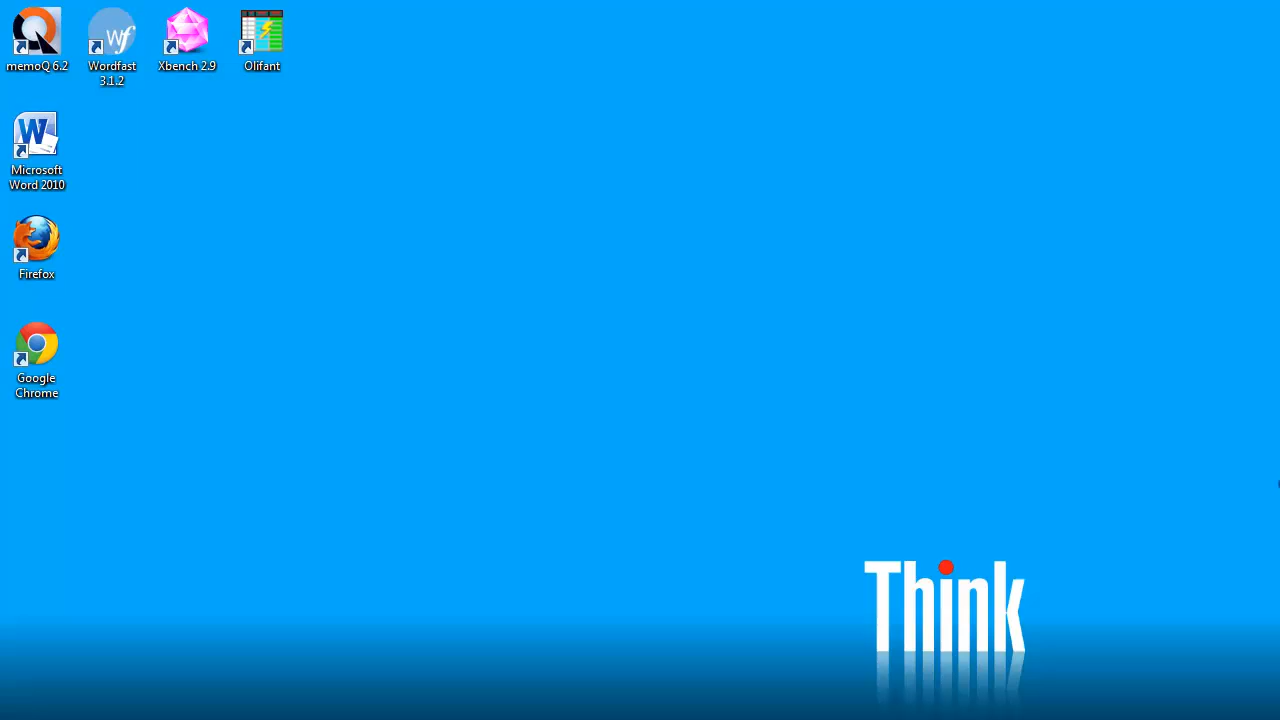 memoQ 6.2
Wordfast
3.1.2
Xbench 2.9
Olifant
Microsoft
Word 2010
Firefox
Google
Chrome
Think